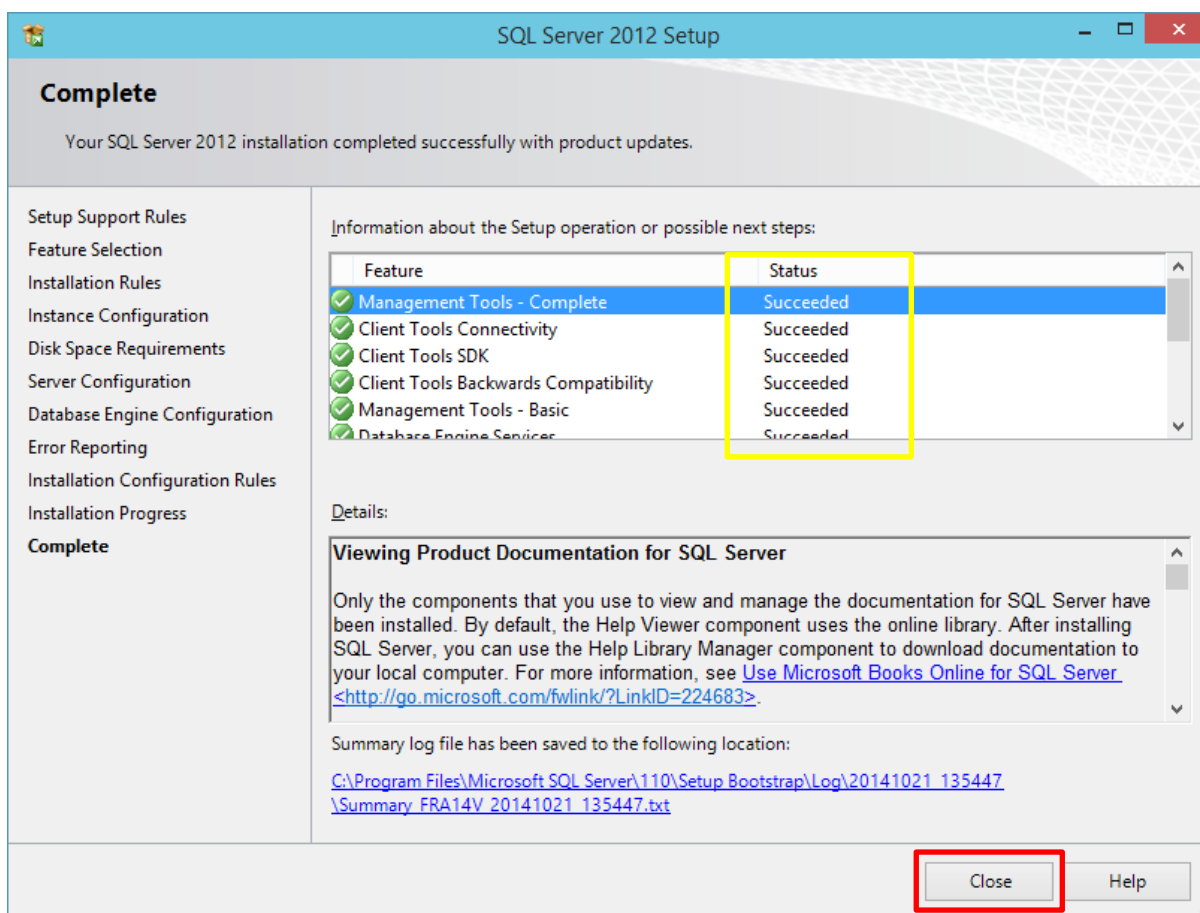 SQL Server 2012 Setup
Complete
Your SQL Server 2012 installation completed successfully with product updates.
Setup Support Rules
Feature Selection
Installation Rules
Instance Configuration
Disk Space Requirements
Server Configuration
Database Engine Configuration
Error Reporting
Installation Configuration Rules
Installation Progress
Complete
Information about the Setup operation or possible next steps:
Feature Status
Management Tools - Complete Succeeded
Client Tools Connectivity Succeeded
Client Tools SDK Succeeded
Client Tools Backwards Compatibility Succeeded
Management Tools - Basic Succeeded
Database Engine Services Succeeded
Details:
Viewing Product Documentation for SQL Server
Only the components that you use to view and manage the documentation for SQL Server have
been installed. By default, the Help Viewer component uses the online library. After installing
SQL Server, you can use the Help Library Manager component to download documentation to
your local computer. For more information, see Use Microsoft Books Online for SQL Server
<http://go.microsoft.com/fwlink/?LinkID=224683>.
Summary log file has been saved to the following location:
C:\Program Files\Microsoft SQL Server\110\Setup Bootstrap\Log\20141021_135447
\Summary_FRA14V_20141021_135447.txt
Close Help